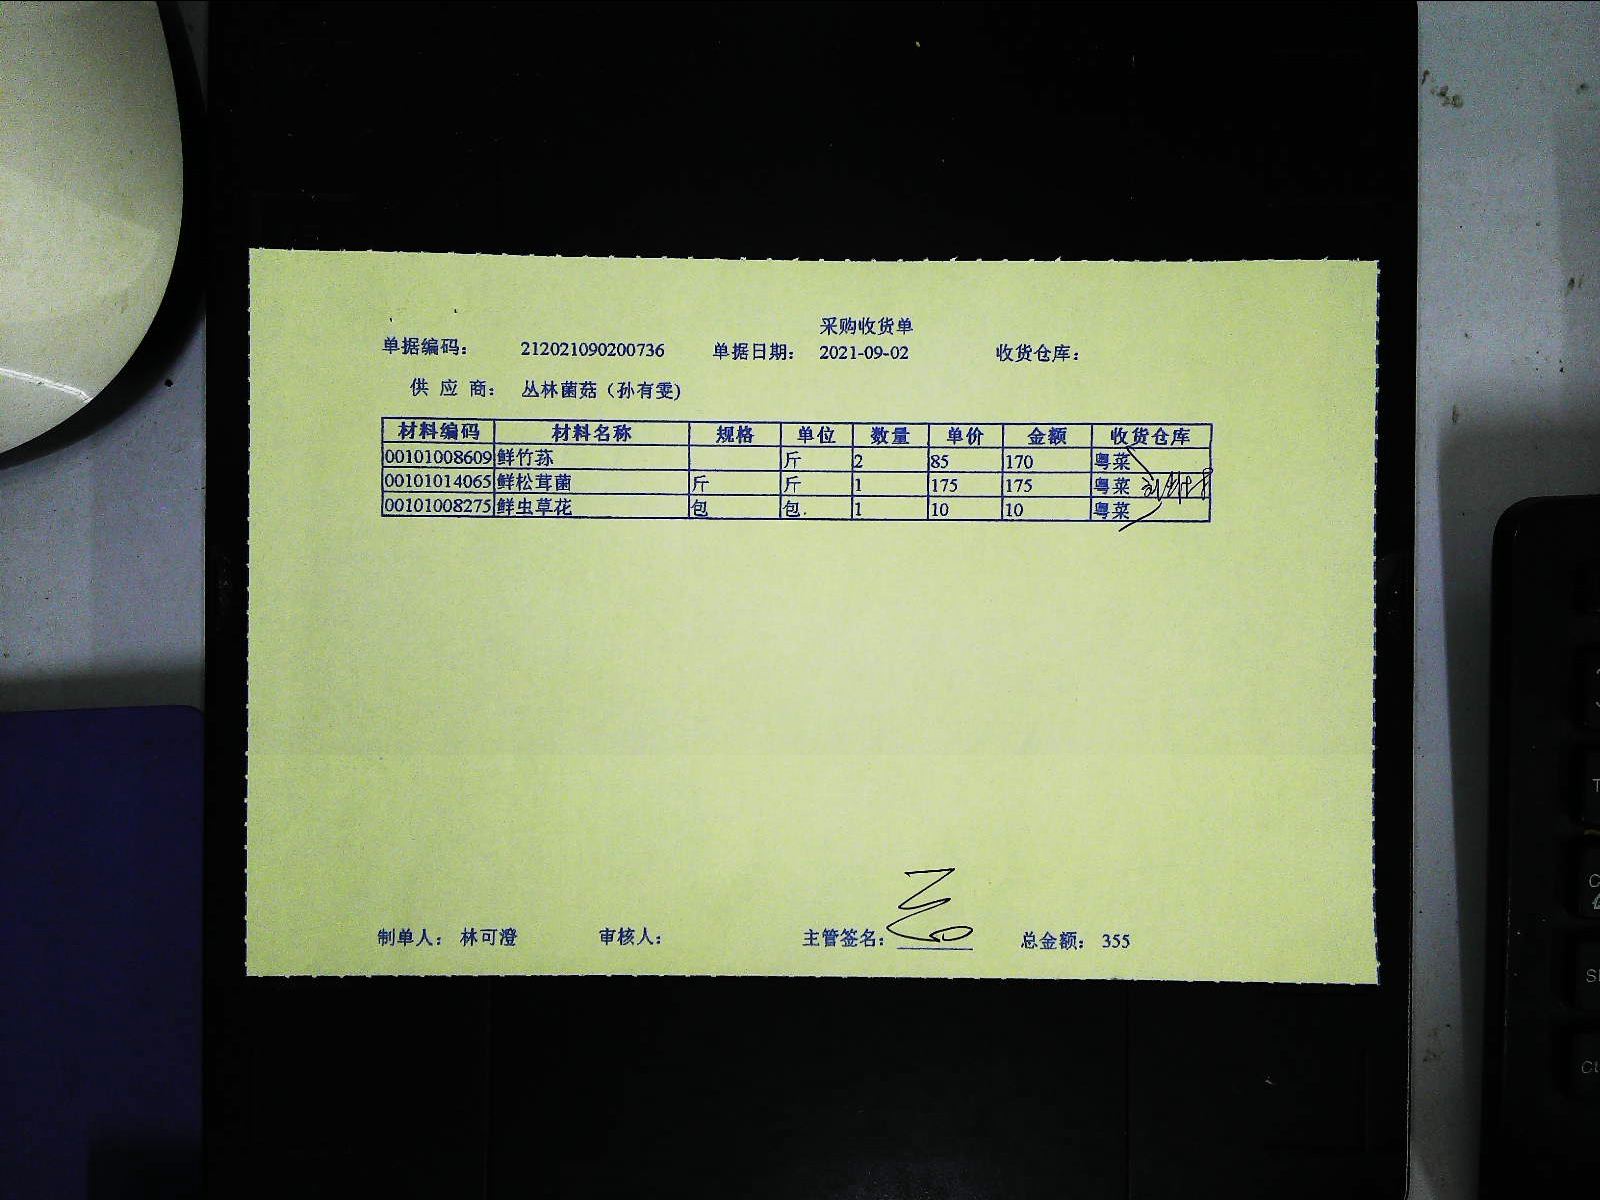 采购收货单
单据编码： 212021090200736 单据日期： 2021-09-02 收货仓库：
供 应 商： 丛林菌菇（孙有雯)
材料编码 材料名称 规格 单位 数量 单价 金额 收货仓库
00101008609 鲜竹荪 斤 2 85 170 粤菜
00101014065 鲜松茸菌 斤 斤 1 175 175 粤菜
00101008275 鲜虫草花 包 包. 1 10 10 粤菜
制单人： 林可澄 审核人： 主管签名： 总金额： 355